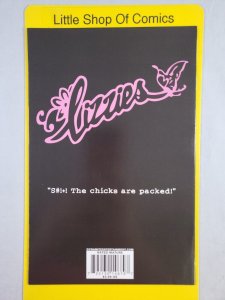 Little Shop Of Comics
Lizzies
"S#!+! The chicks are packed!"